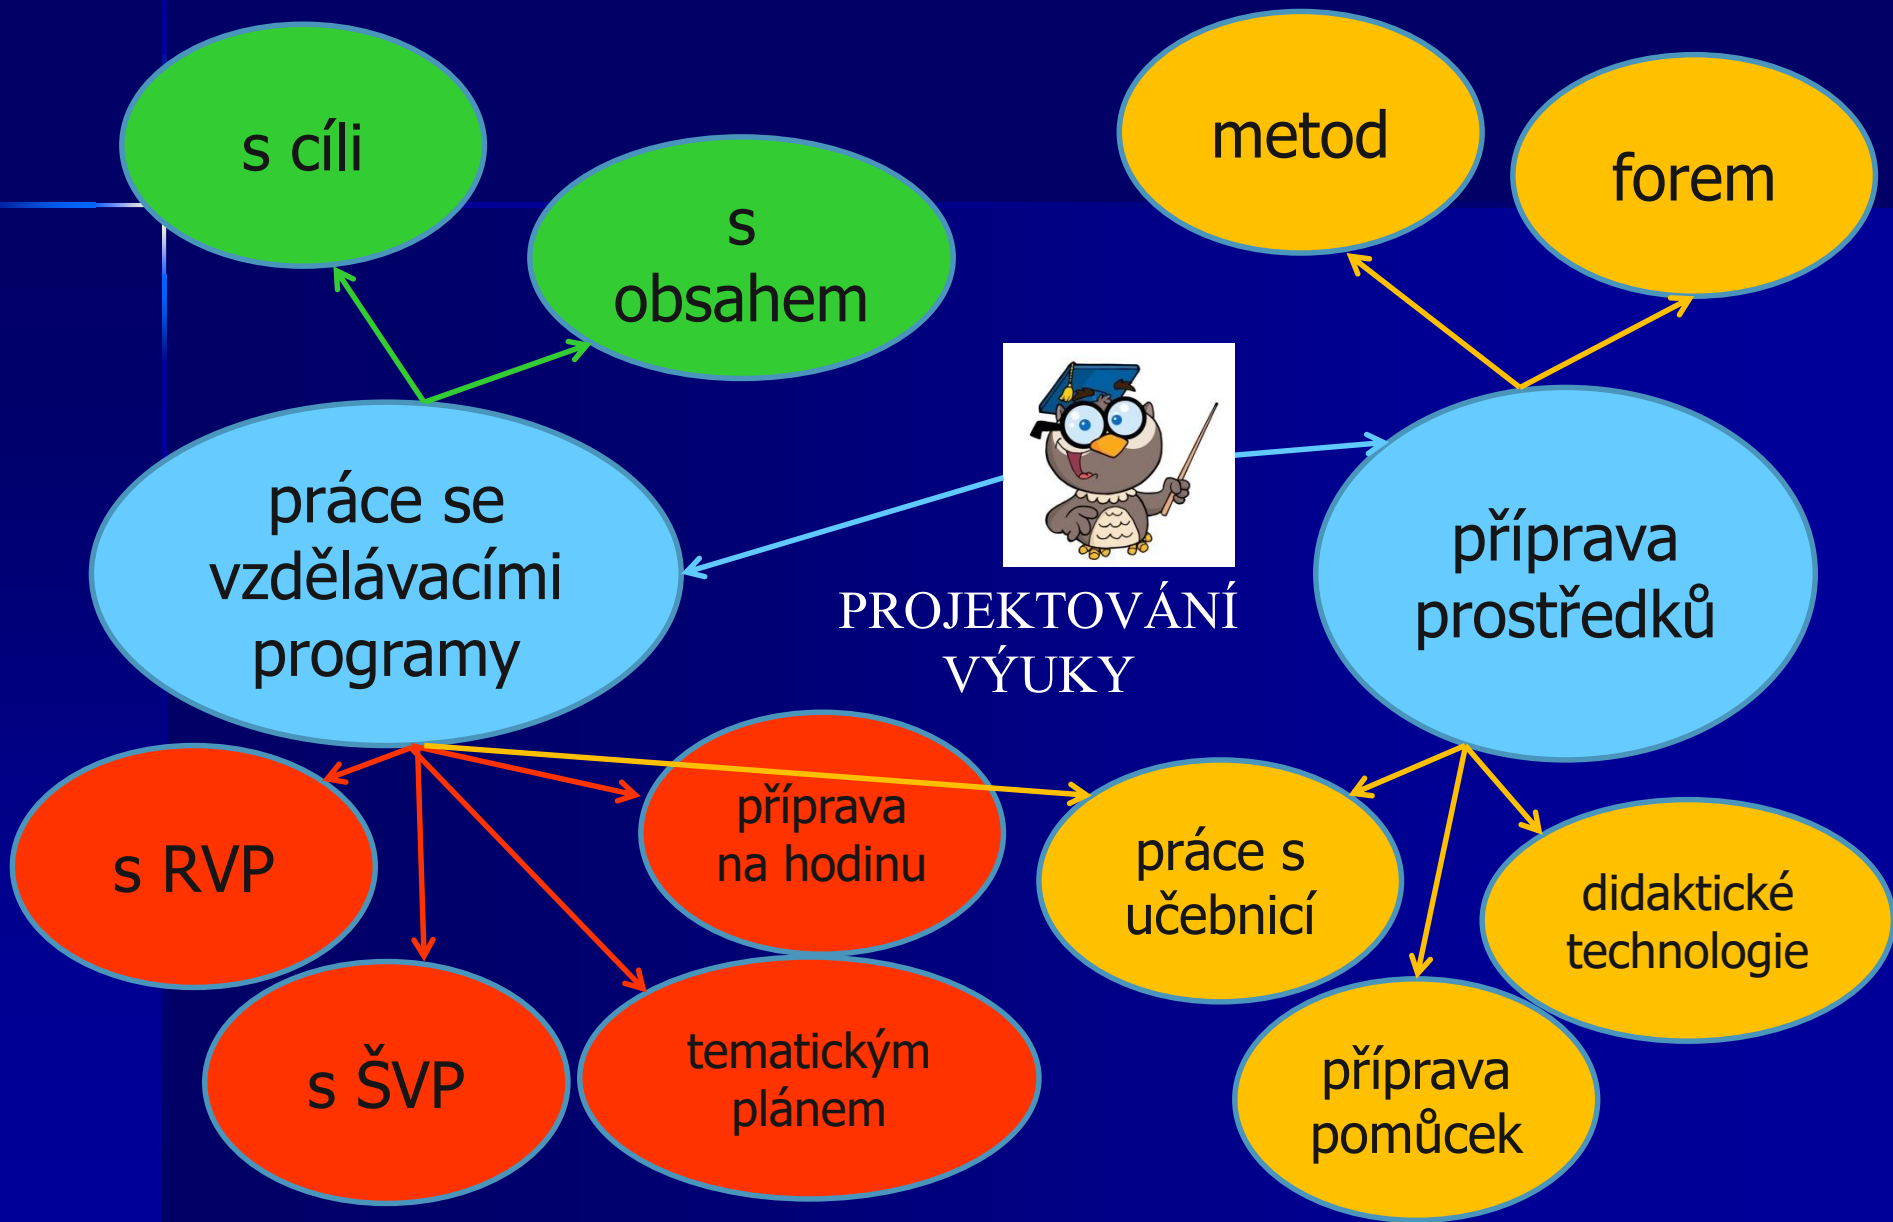 s cíli
s
obsahem
metod
forem
práce se
vzdělávacími
programy
PROJEKTOVÁNÍ
VÝUKY
příprava
prostředků
s RVP
s ŠVP
tematickým
plánem
příprava
na hodinu
práce s
učebnicí
příprava
pomůcek
didaktické
technologie